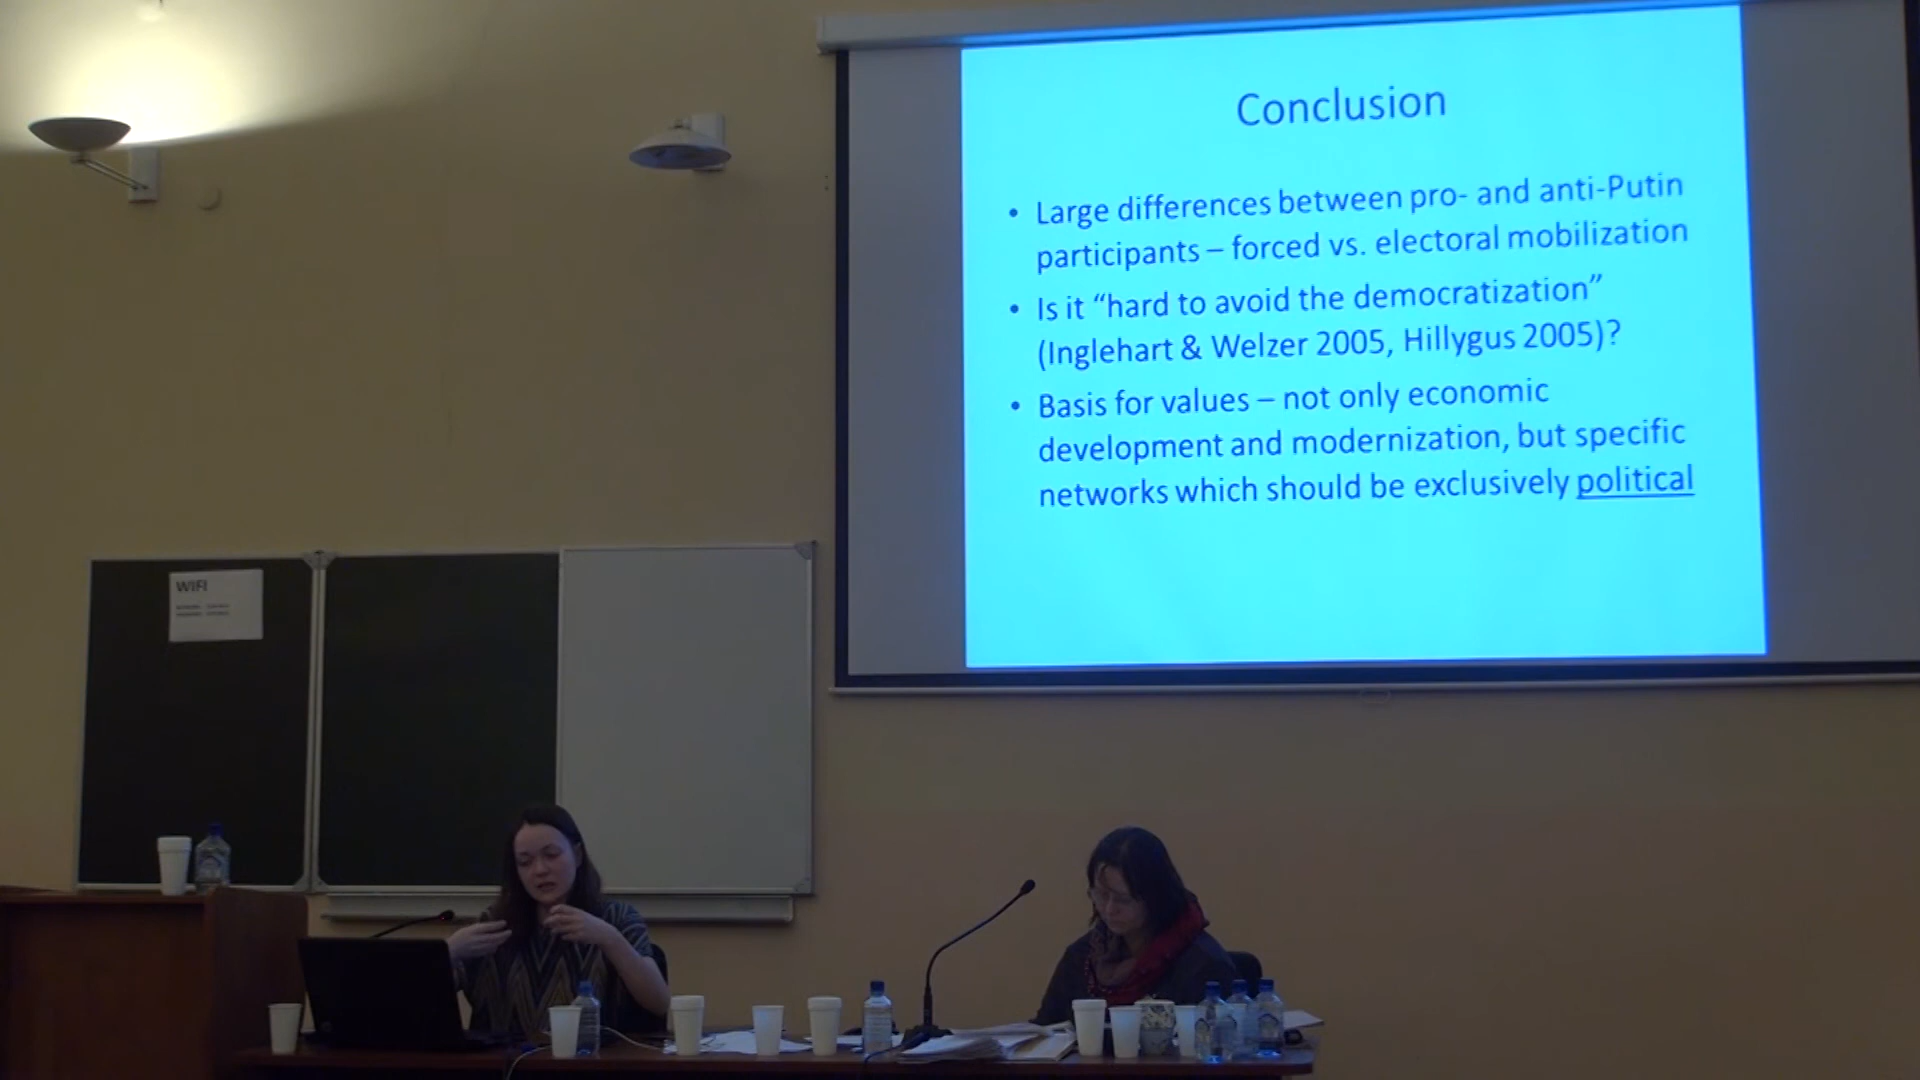 Conclusion
• Large differences between pro- and anti-Putin
participants – forced vs. electoral mobilization
• Is it “hard to avoid the democratization”
(Inglehart & Welzer 2005, Hillygus 2005)?
• Basis for values – not only economic
development and modernization, but specific
networks which should be exclusively political
WIFI